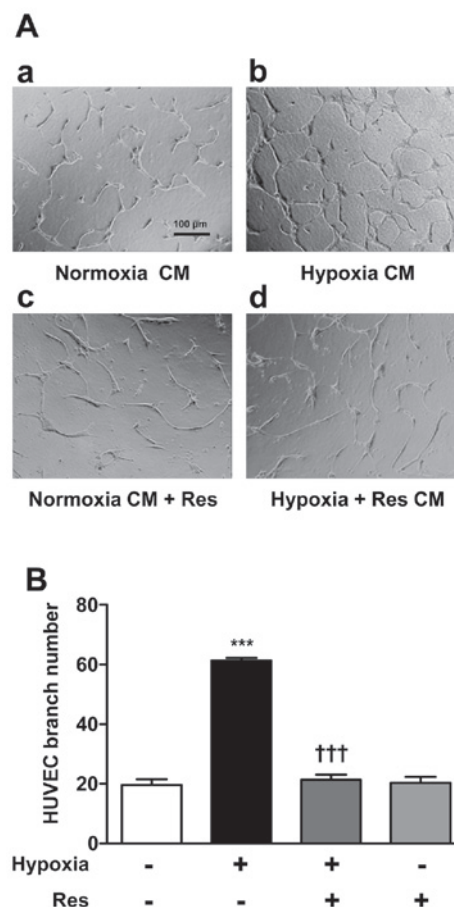 A
a b
100 μm
Normoxia CM Hypoxia CM
c d
Normoxia CM + Res Hypoxia + Res CM
B
HUVEC branch number
80
60
40
20
0
***
†††
Hypoxia - + + -
Res - - + +